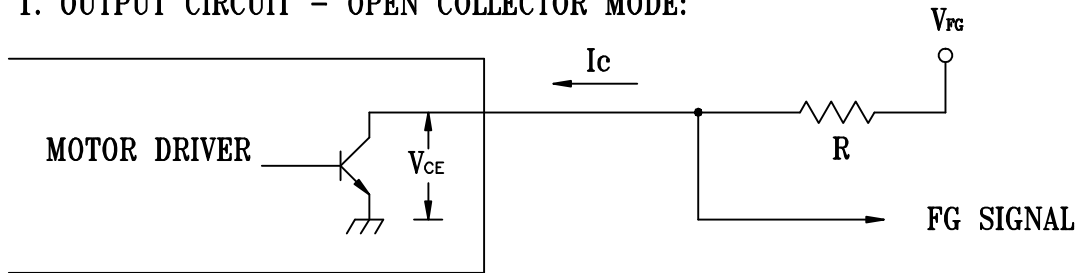 1. OUTPUT CIRCUIT – OPEN COLLECTOR MODE:
VFG
Ic
MOTOR DRIVER
VCE
R
FG SIGNAL